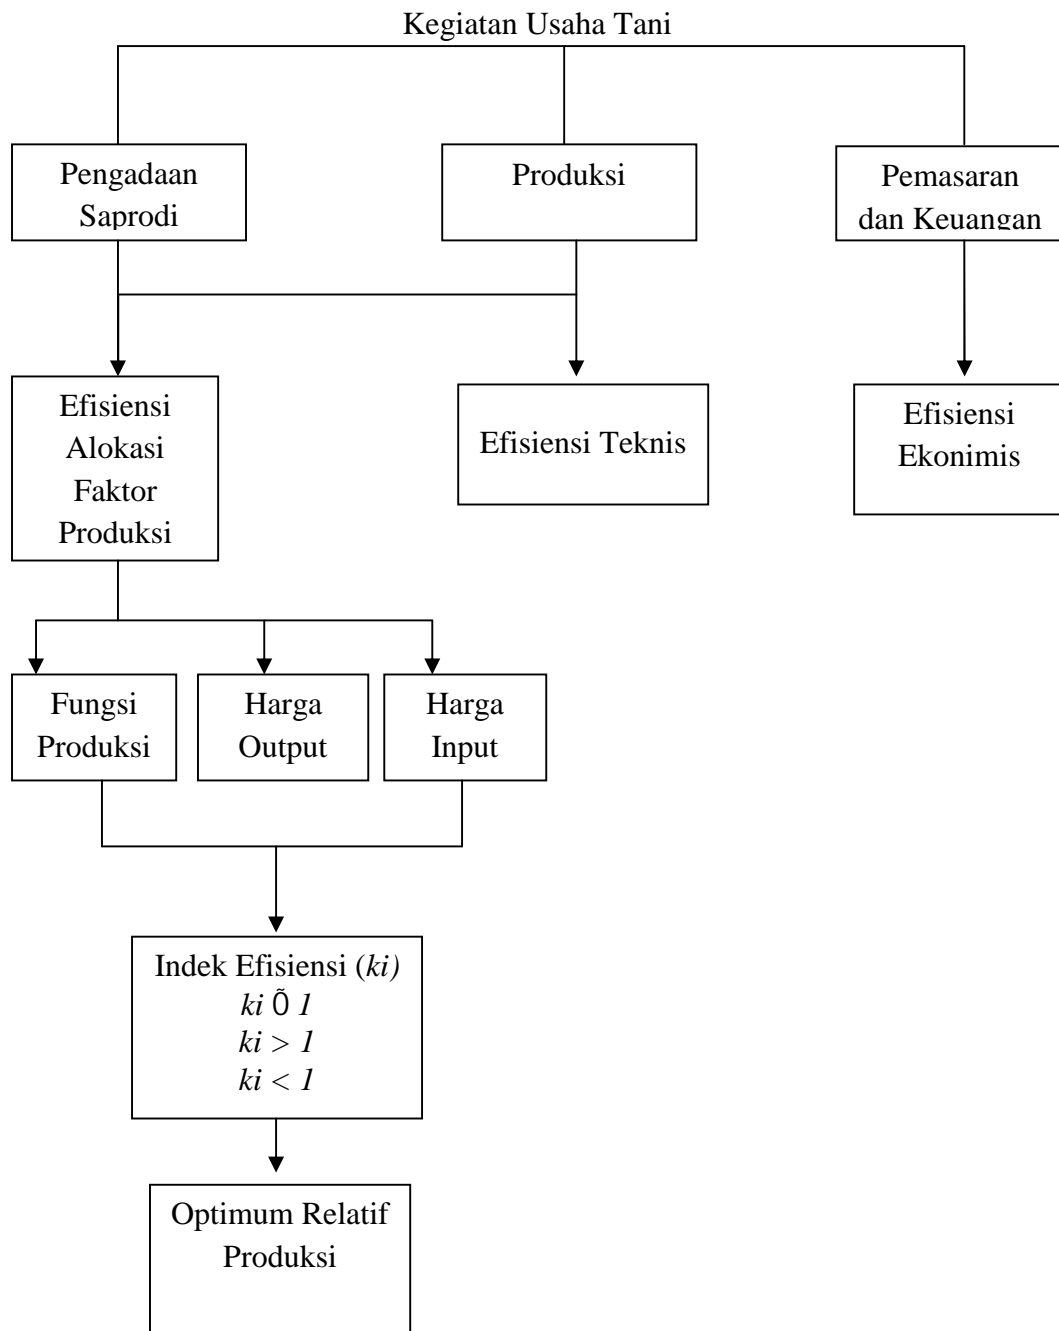 Kegiatan Usaha Tani
Pengadaan
Saprodi
Produksi
Pemasaran
dan Keuangan
Efisiensi
Alokasi
Faktor
Produksi
Efisiensi Teknis
Efisiensi
Ekonimis
Fungsi
Produksi
Harga
Output
Harga
Input
Indek Efisiensi (ki)
ki Õ 1
ki > 1
ki < 1
Optimum Relatif
Produksi